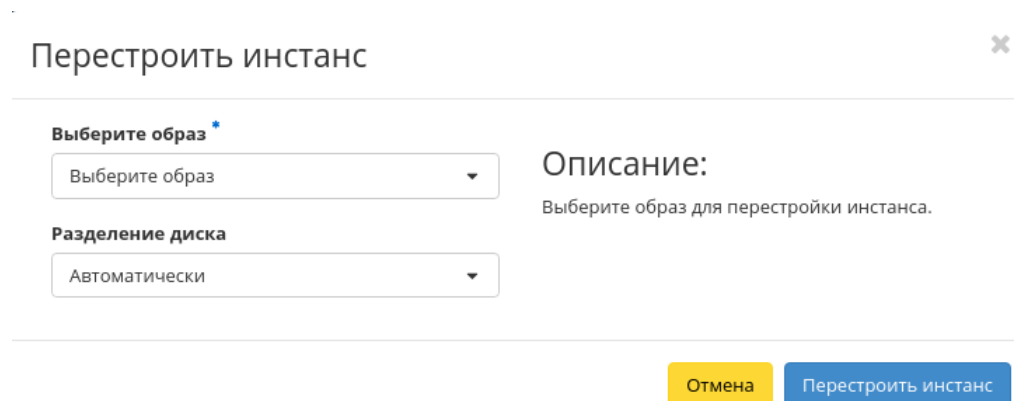 Перестроить инстанс
Выберите образ *
Выберите образ
Разделение диска
Автоматически
Описание:
Выберите образ для перестройки инстанса.
Отмена
Перестроить инстанс